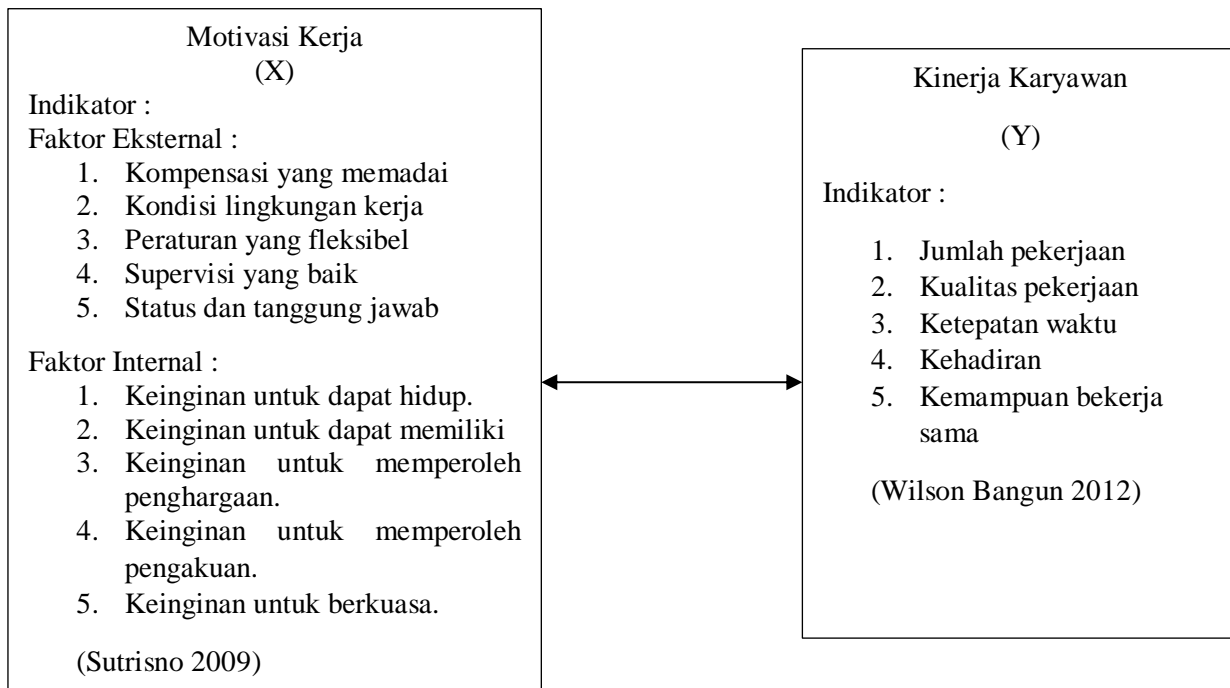 Motivasi Kerja
(X)
Indikator :
Faktor Eksternal :
1. Kompensasi yang memadai
2. Kondisi lingkungan kerja
3. Peraturan yang fleksibel
4. Supervisi yang baik
5. Status dan tanggung jawab
Faktor Internal :
1. Keinginan untuk dapat hidup.
2. Keinginan untuk dapat memiliki
3. Keinginan untuk memperoleh
penghargaan.
4. Keinginan untuk memperoleh
pengakuan.
5. Keinginan untuk berkuasa.
(Sutrisno 2009)
Kinerja Karyawan
(Y)
Indikator :
1. Jumlah pekerjaan
2. Kualitas pekerjaan
3. Ketepatan waktu
4. Kehadiran
5. Kemampuan bekerja
sama
(Wilson Bangun 2012)